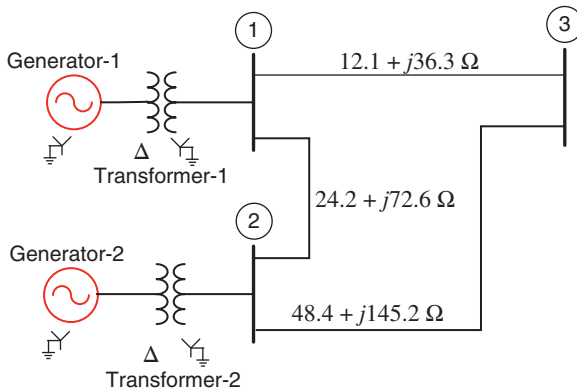 1
3
Generator-1
12.1 + j36.3 Ω
Δ
Transformer-1
24.2 + j72.6 Ω
2
Generator-2
48.4 + j145.2 Ω
Δ
Transformer-2